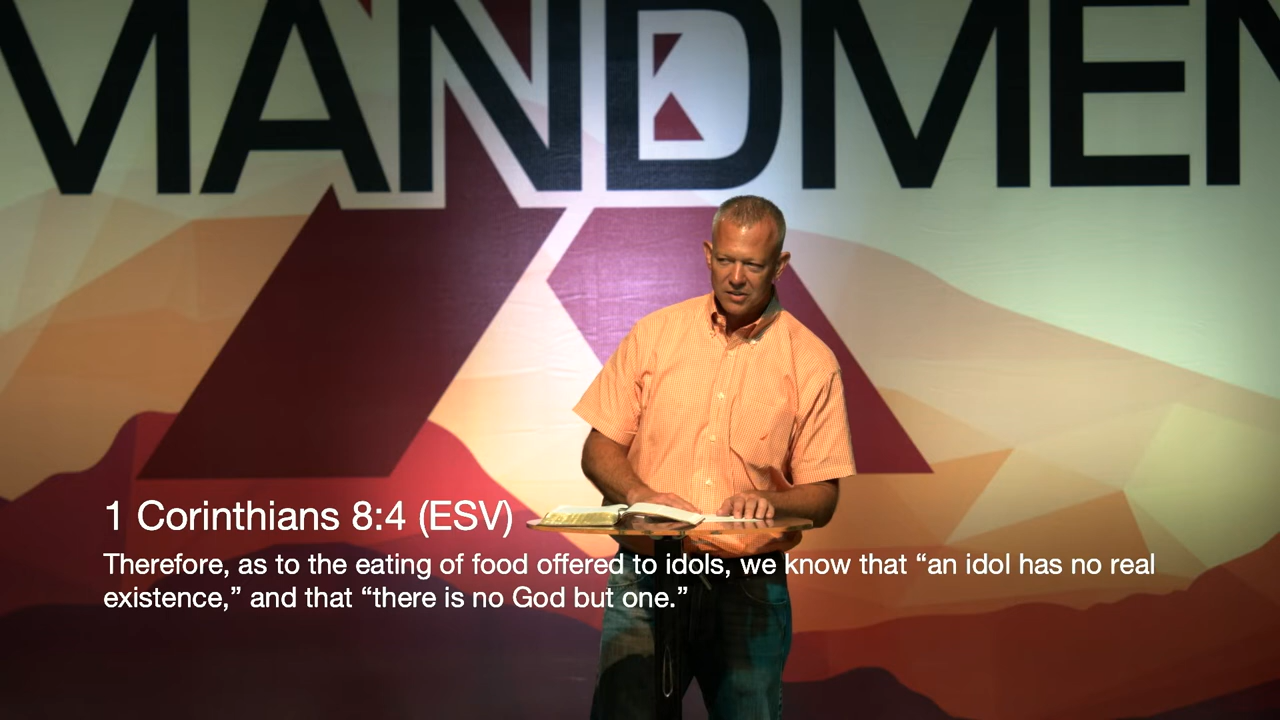 MANDMEN
1 Corinthians 8:4 (ESV)
Therefore, as to the eating of food offered to idols, we know that “an idol has no real
existence,” and that “there is no God but one.”